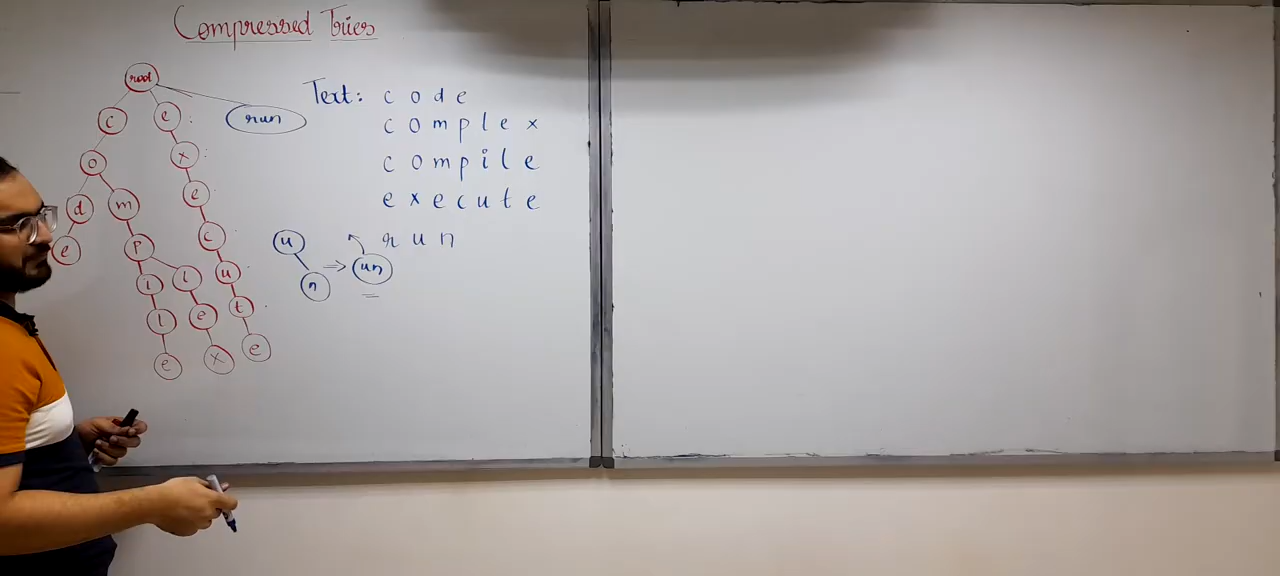 Compressed Tries
root
c e : run
o x :
d m e
e p c
i l u .
l e t .
e x e
Text: c o d e
c o m p l e x
c o m p i l e
e x e c u t e
r u n
u
n ⇒ un